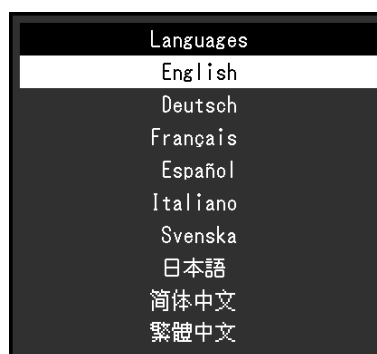 Languages
English
Deutsch
Français
Español
Italiano
Svenska
日本語
简体中文
繁體中文